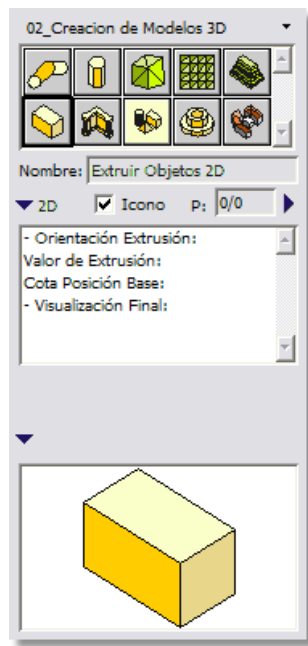 02_Creacion de Modelos 3D
Nombre: Extruir Objetos 2D
2D Icono P: 0/0
- Orientación Extrusión:
Valor de Extrusión:
Cota Posición Base:
- Visualización Final: